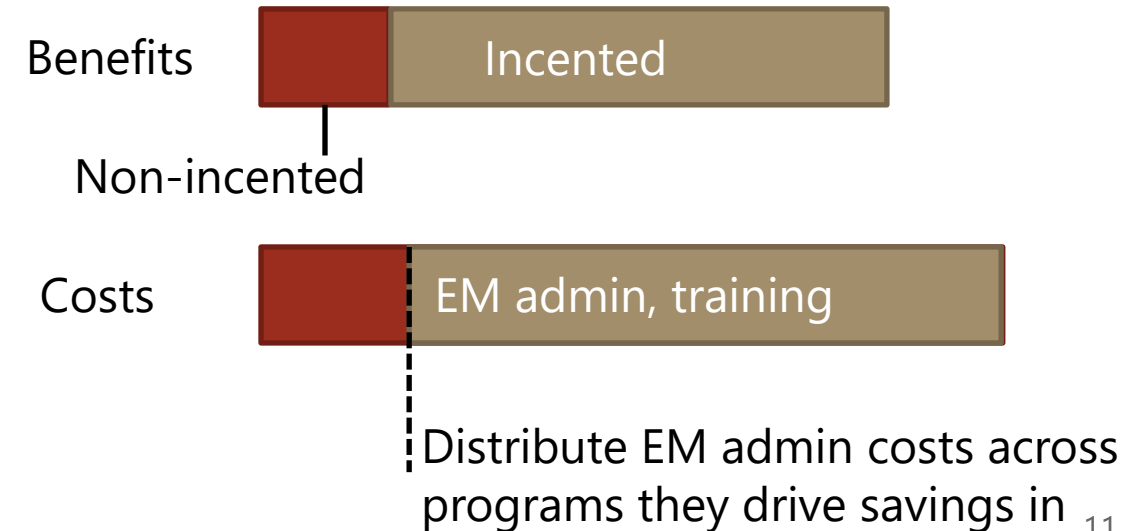 Benefits
Incented
Non-incented
Costs
EM admin, training
Distribute EM admin costs across
programs they drive savings in
11